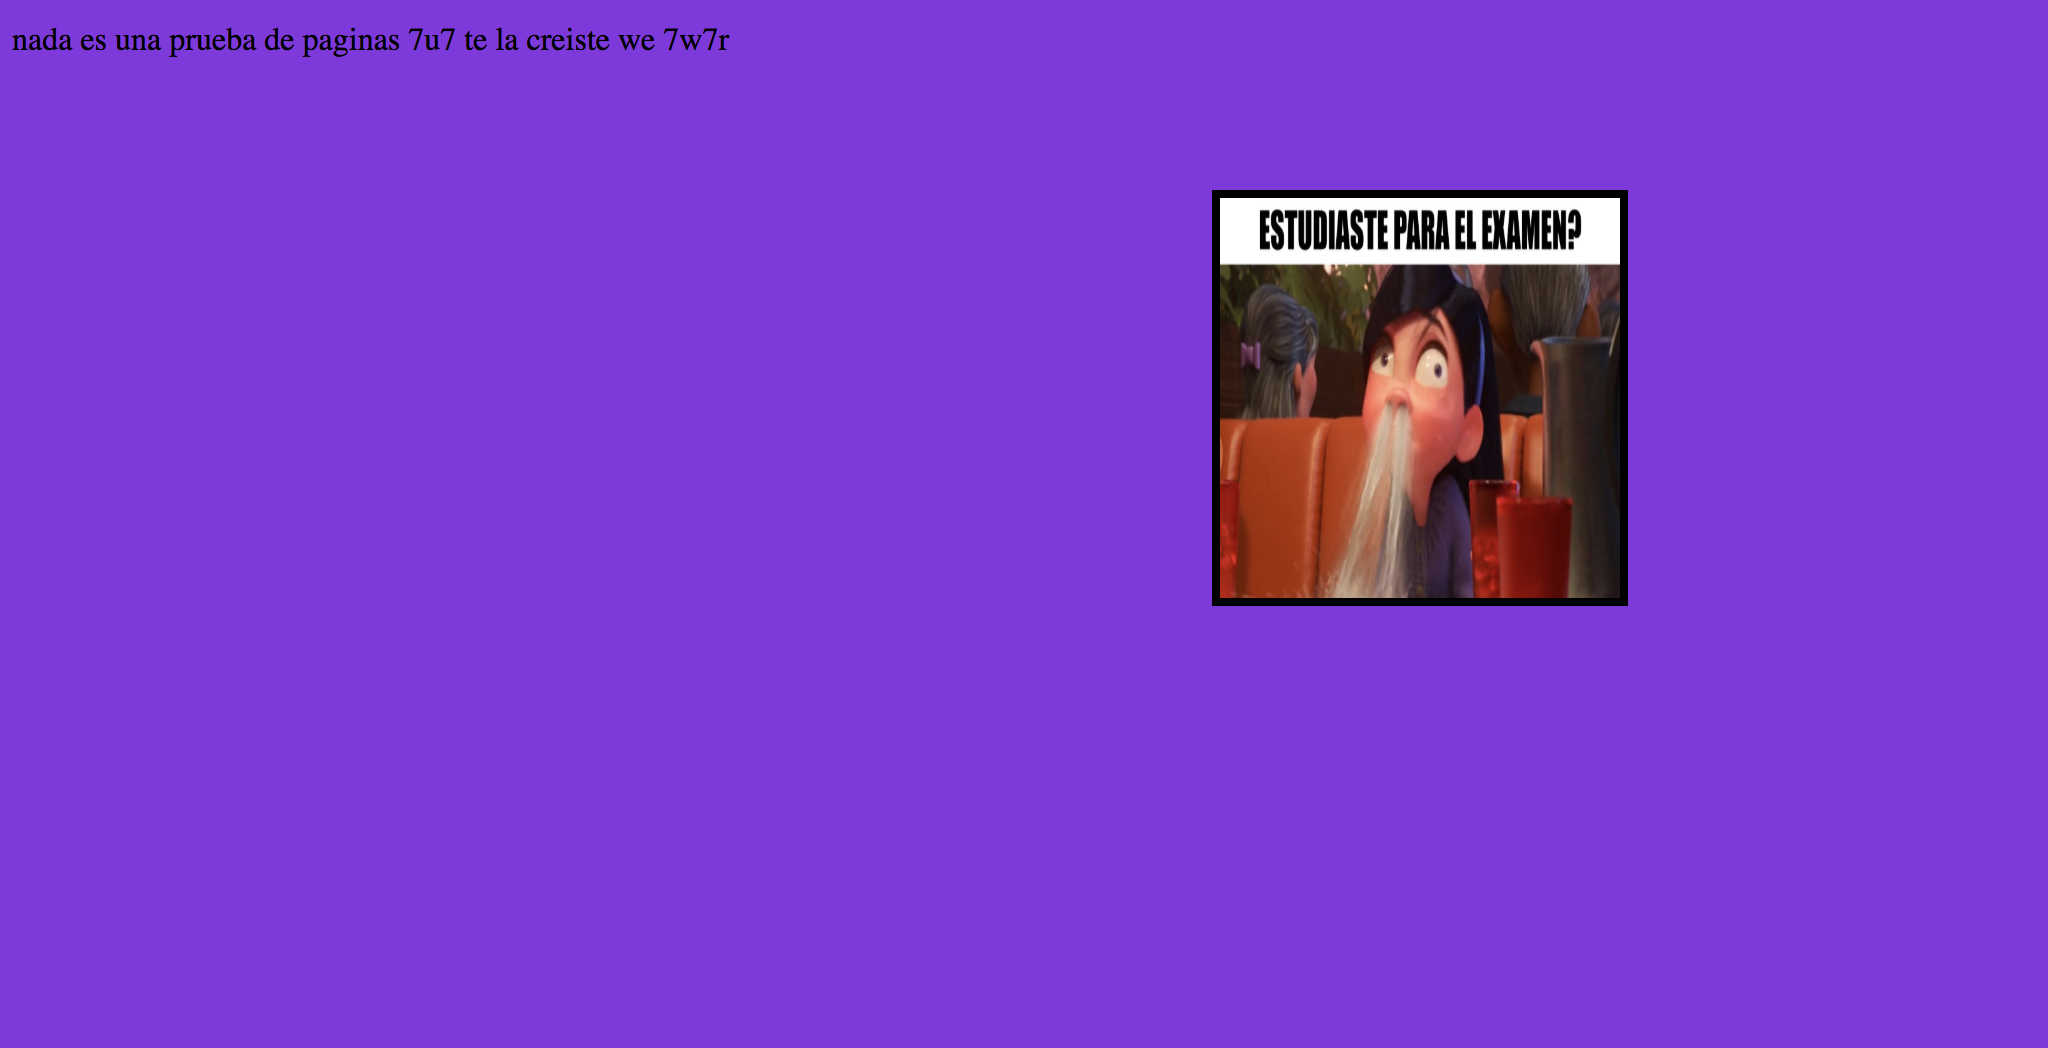 nada es una prueba de paginas 7u7 te la creiste we 7w7r
ESTUDIASTE PARA EL EXAMEN?